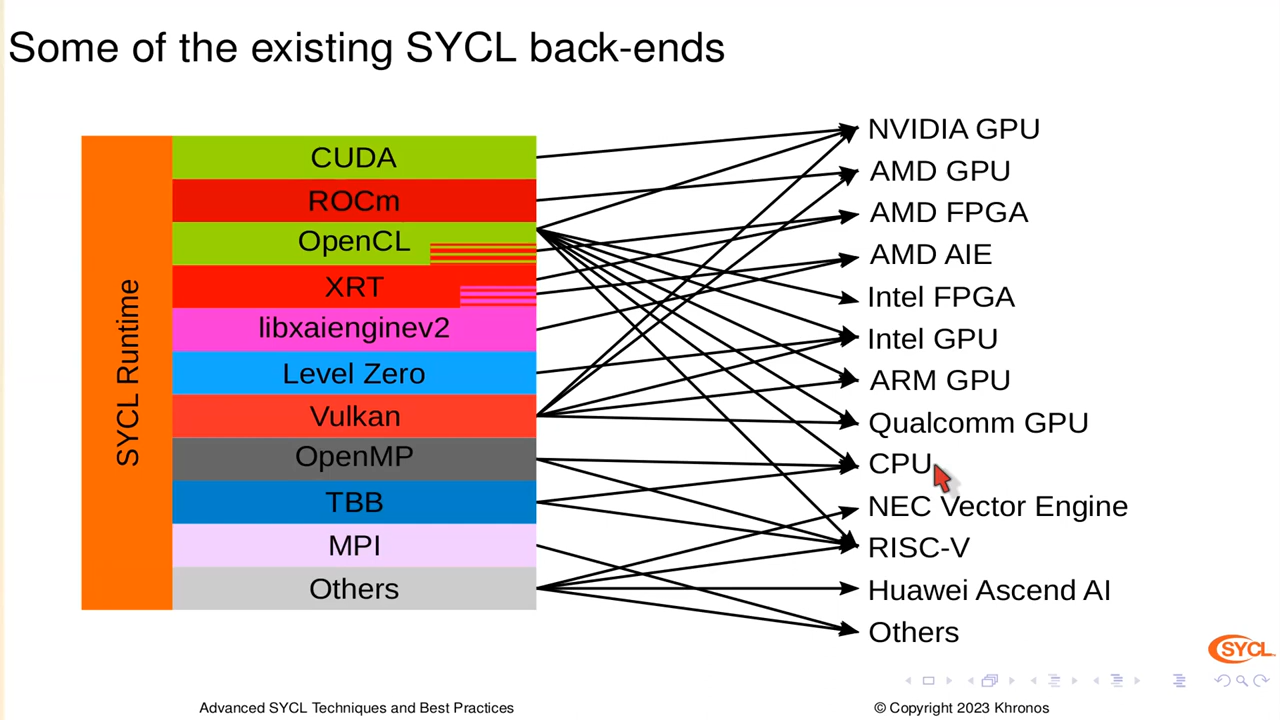 Some of the existing SYCL back-ends
SYCL Runtime
CUDA
ROCm
OpenCL
XRT
libxaienginev2
Level Zero
Vulkan
OpenMP
TBB
MPI
Others
NVIDIA GPU
AMD GPU
AMD FPGA
AMD AIE
Intel FPGA
Intel GPU
ARM GPU
Qualcomm GPU
CPU
NEC Vector Engine
RISC-V
Huawei Ascend AI
Others
SYCL
Advanced SYCL Techniques and Best Practices
© Copyright 2023 Khronos